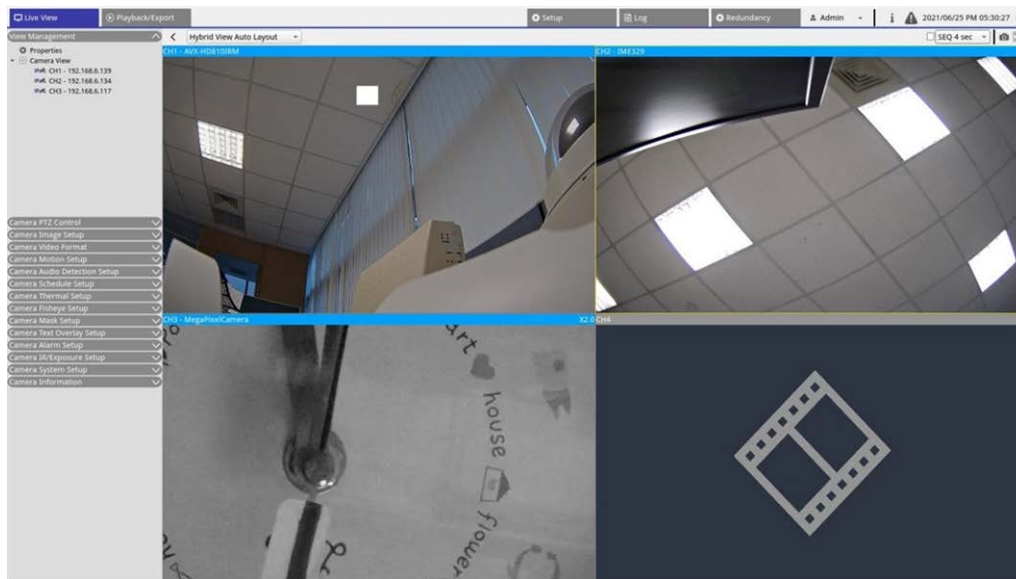 Live View
Playback/Export
Setup
Log
Redundancy
Admin
i
2021/06/25 PM 05:30:27
View Management
Hybrid View Auto Layout
SEQ 4 sec
Properties
Camera View
CH1 - 192.168.6.139
CH2 - 192.168.6.134
CH3 - 192.168.6.117
Camera PTZ Control
Camera Image Setup
Camera Video Format
Camera Motion Setup
Camera Audio Detection Setup
Camera Schedule Setup
Camera Thermal Setup
Camera Fisheye Setup
Camera Mask Setup
Camera Text Overlay Setup
Camera Alarm Setup
Camera IR/Exposure Setup
Camera System Setup
Camera Information
CH1 - AVX-HD810IRM
CH2 - IME329
CH3 - MegaPixelCamera
X2.0
CH4
house
flower